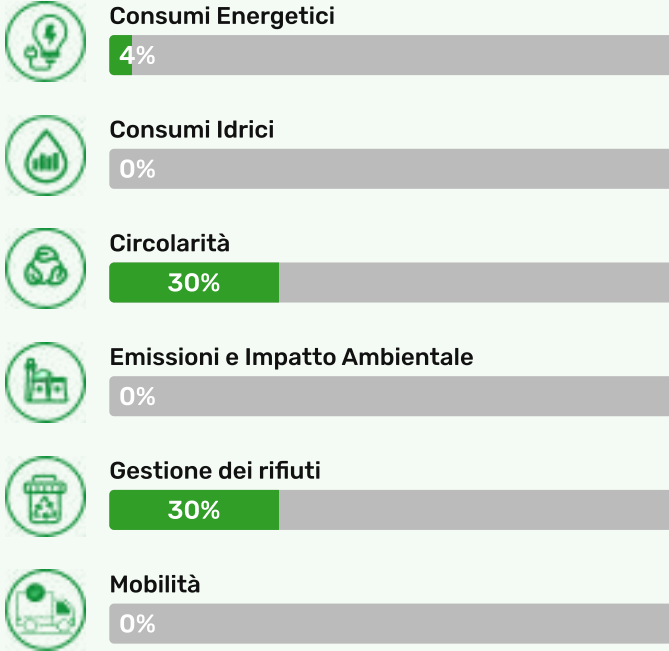 Consumi Energetici
4%
Consumi Idrici
0%
Circolarità
30%
Emissioni e Impatto Ambientale
0%
Gestione dei rifiuti
30%
Mobilità
0%